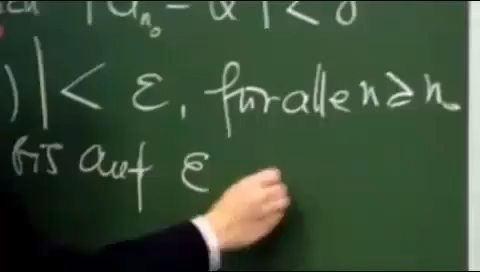 |a_{n_0} - a| < δ
)| < ε, für alle n ≥ n
bis auf ε